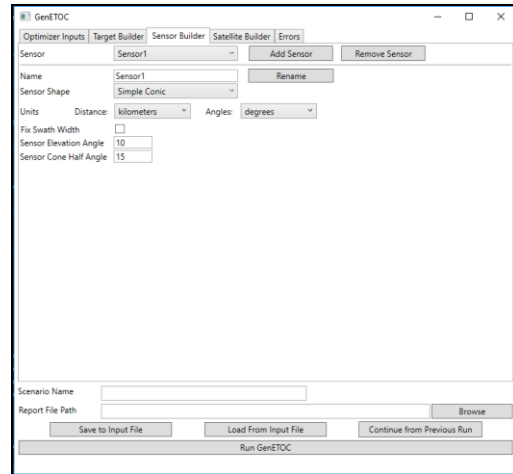 GenETOC
Optimizer Inputs Target Builder Sensor Builder Satellite Builder Errors
Sensor Sensor1 Add Sensor Remove Sensor
Name Sensor1 Rename
Sensor Shape Simple Conic
Units Distance: kilometers Angles: degrees
Fix Swath Width
Sensor Elevation Angle 10
Sensor Cone Half Angle 15
Scenario Name
Report File Path Browse
Save to Input File Load From Input File Continue from Previous Run
Run GenETOC